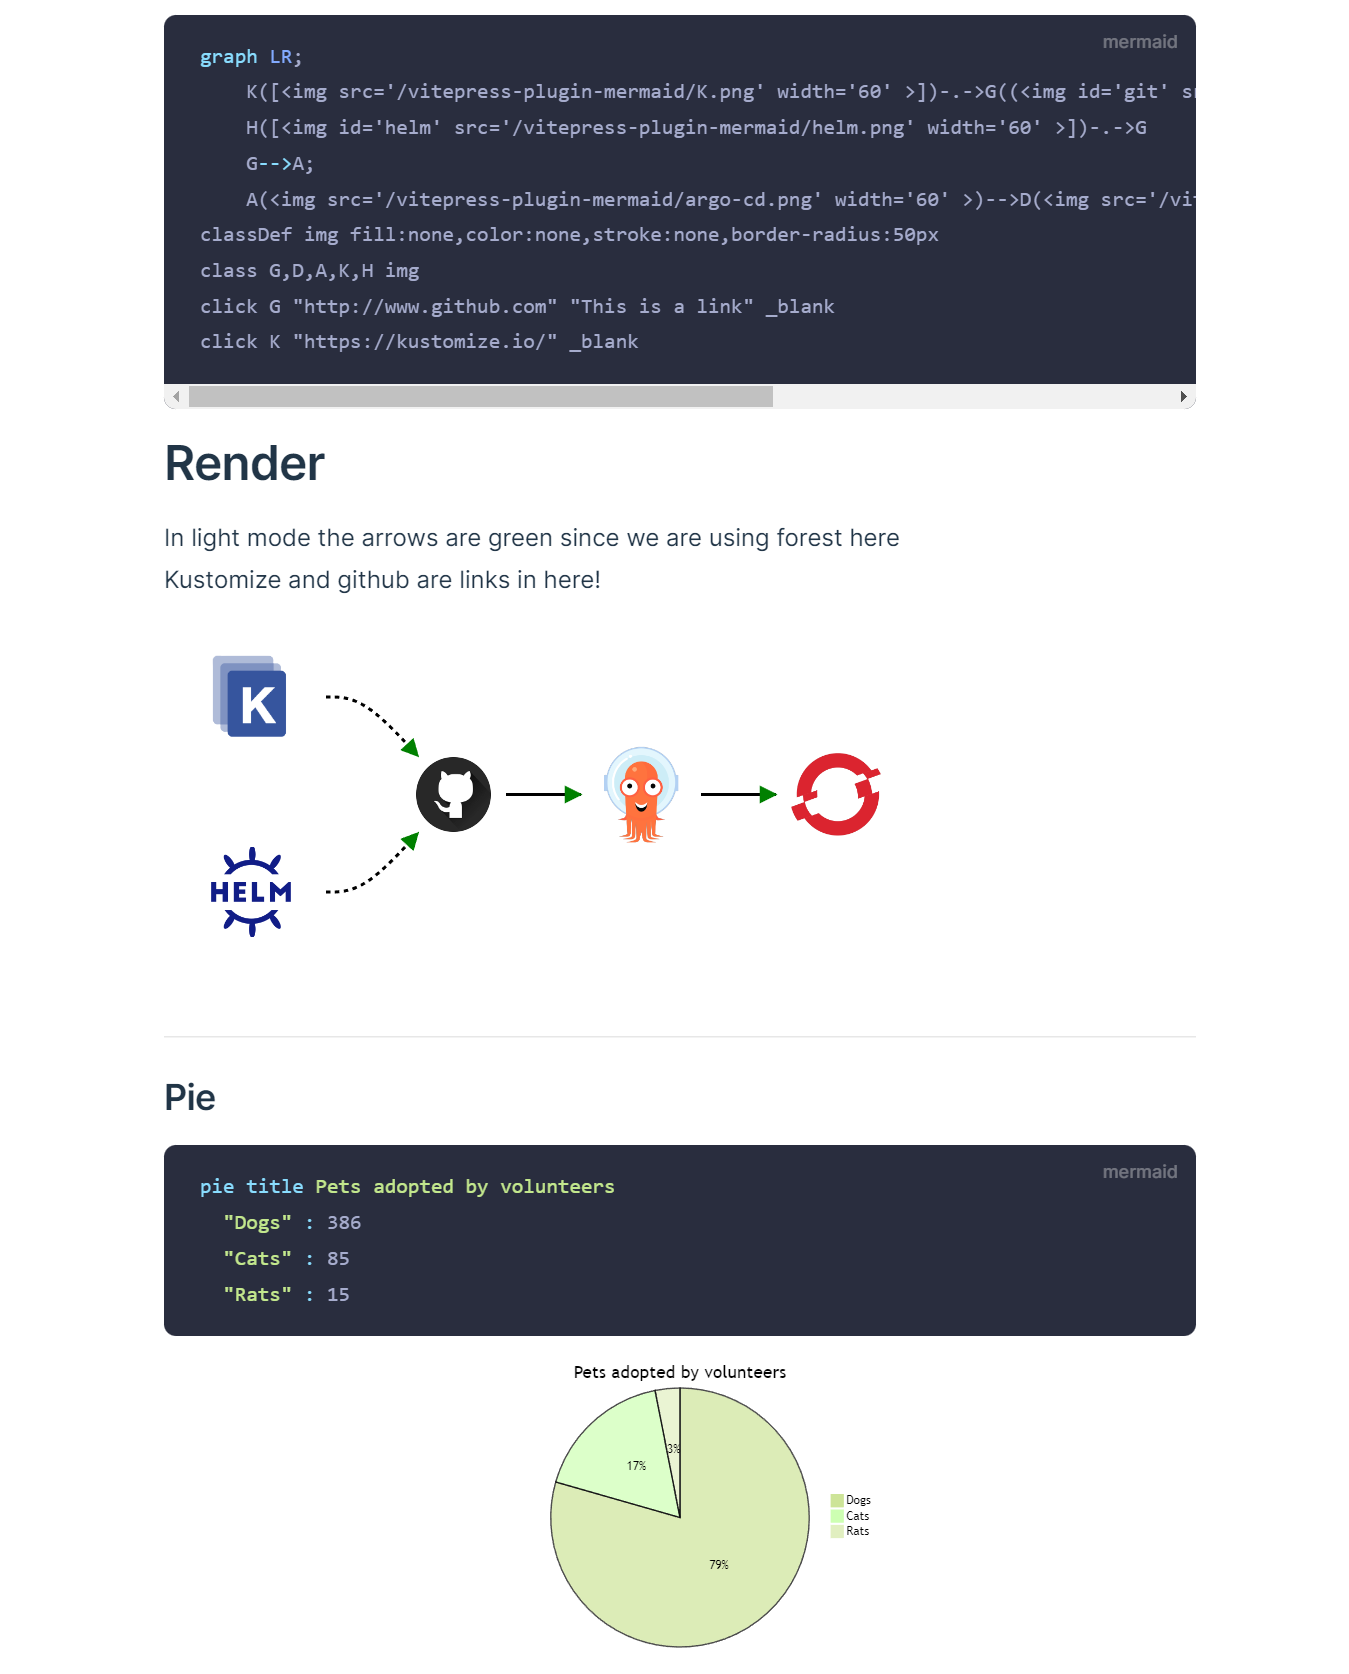 mermaid
graph LR;
K([<img src='/vitepress-plugin-mermaid/K.png' width='60' >])-.->G((<img id='git'
H([<img id='helm' src='/vitepress-plugin-mermaid/helm.png' width='60' >])-.->G
G-->A;
A(<img src='/vitepress-plugin-mermaid/argo-cd.png' width='60' >)-->D(<img
classDef img fill:none,color:none,stroke:none,border-radius:50px
class G,D,A,K,H img
click G "http://www.github.com" "This is a link" _blank
click K "https://kustomize.io/" _blank
Render
In light mode the arrows are green since we are using forest here
Kustomize and github are links in here!
K
HELM
Pie
mermaid
pie title Pets adopted by volunteers
"Dogs" : 386
"Cats" : 85
"Rats" : 15
Pets adopted by volunteers
3%
17%
79%
Dogs
Cats
Rats